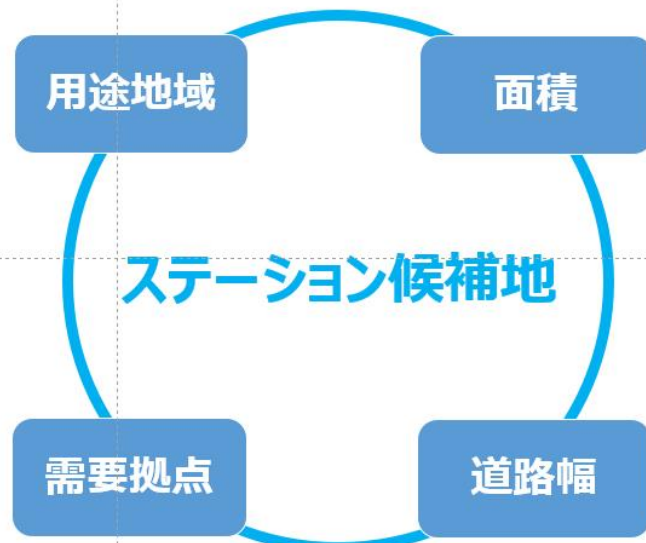 用途地域
面積
ステーション候補地
需要拠点
道路幅